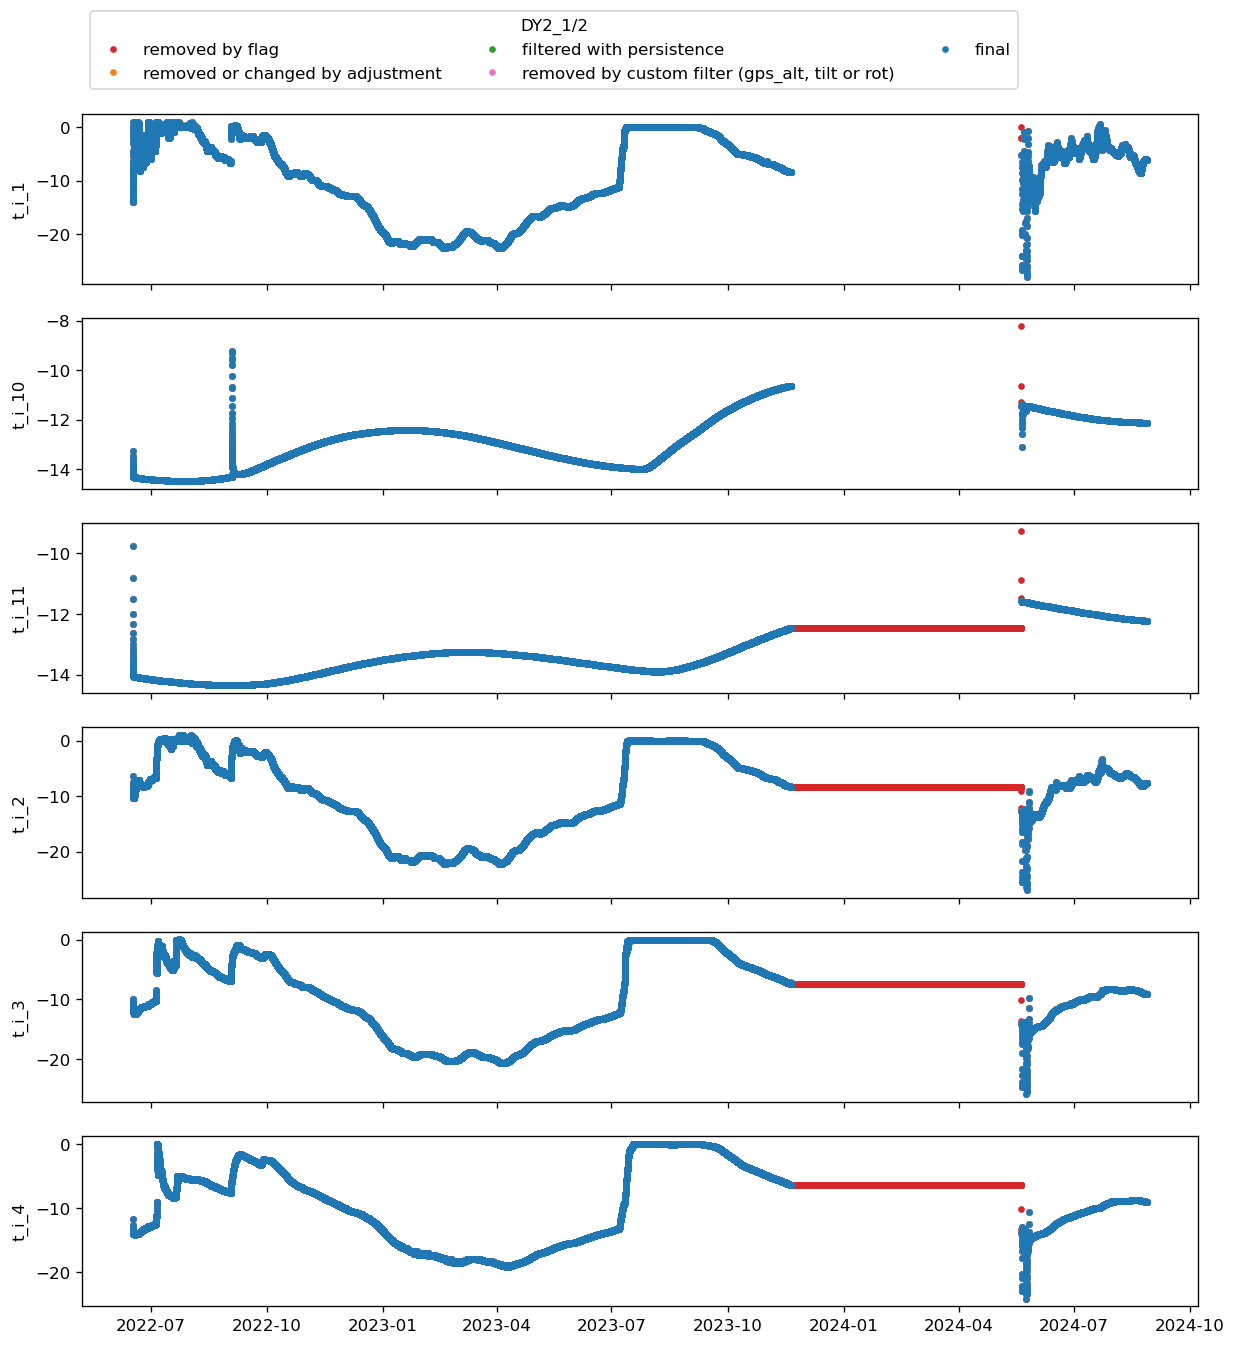 DY2_1/2
removed by flag
removed or changed by adjustment
filtered with persistence
removed by custom filter (gps_alt, tilt or rot)
final
0
−10
−20
t_i_1
−8
−10
−12
−14
t_i_10
−10
−12
−14
t_i_11
0
−10
−20
t_i_2
0
−10
−20
t_i_3
0
−10
−20
t_i_4
2022-07 2022-10 2023-01 2023-04 2023-07 2023-10 2024-01 2024-04 2024-07 2024-10